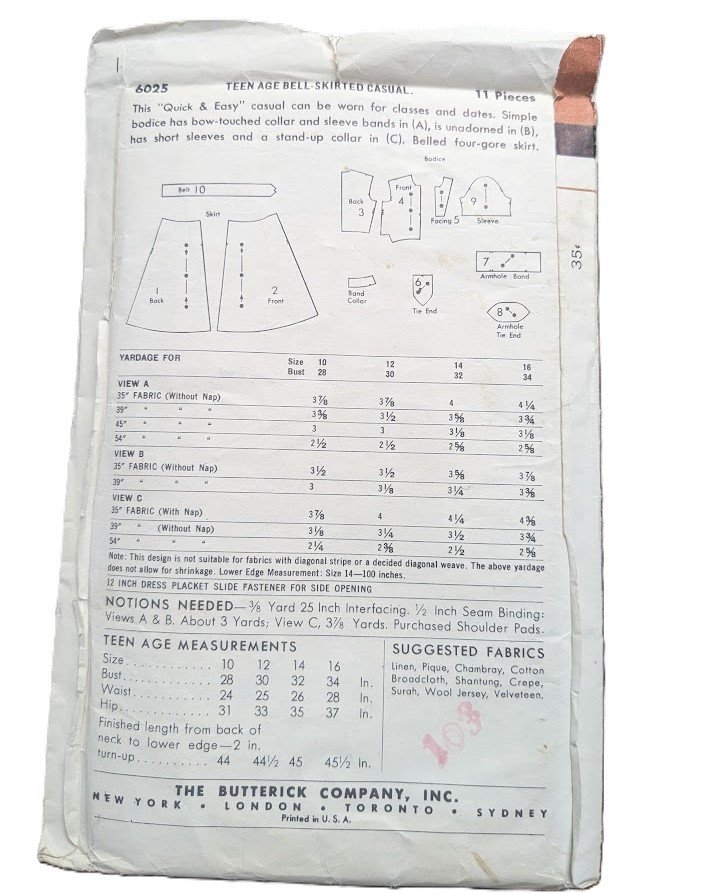 6025 TEEN AGE BELL-SKIRTED CASUAL. 11 Pieces
This "Quick & Easy" casual can be worn for classes and dates. Simple
bodice has bow-touched collar and sleeve bands in (A), is unadorned in (B),
has short sleeves and a stand-up collar in (C). Belled four-gore skirt.
Bodice
Belt 10
Skirt
Back 3
Front 4
Facing 5
9 Sleeve
7
Armhole Band
1 Back
2 Front
Band Collar
6
Tie End
8
Armhole Tie End
35¢
YARDAGE FOR Size 10 12 14 16
Bust 28 30 32 34
VIEW A
35" FABRIC (Without Nap) 3⅞ 3⅞ 4 4¼
39" " " " 3⅜ 3½ 3⅝ 3¾
45" " " " 3 3 3⅛ 3⅛
54" " " " 2½ 2½ 2⅝ 2⅝
VIEW B
35" FABRIC (Without Nap) 3½ 3½ 3⅝ 3⅞
39" " " " 3 3⅛ 3¼ 3⅜
VIEW C
35" FABRIC (With Nap) 3⅞ 4 4¼ 4⅜
39" " (Without Nap) 3⅛ 3¼ 3½ 3¾
54" " " " 2¼ 2⅜ 2½ 2⅝
Note: This design is not suitable for fabrics with diagonal stripe or a decided diagonal weave. The above yardage
does not allow for shrinkage. Lower Edge Measurement: Size 14—100 inches.
12 INCH DRESS PLACKET SLIDE FASTENER FOR SIDE OPENING
NOTIONS NEEDED—⅜ Yard 25 Inch Interfacing. ½ Inch Seam Binding:
Views A & B. About 3 Yards; View C, 3⅞ Yards. Purchased Shoulder Pads.
TEEN AGE MEASUREMENTS
Size 10 12 14 16
Bust 28 30 32 34 In.
Waist 24 25 26 28 In.
Hip 31 33 35 37 In.
Finished length from back of
neck to lower edge—2 in.
turn-up 44 44½ 45 45½ In.
SUGGESTED FABRICS
Linen, Pique, Chambray, Cotton
Broadcloth, Shantung, Crepe,
Surah, Wool Jersey, Velveteen.
103
THE BUTTERICK COMPANY, INC.
NEW YORK • LONDON • TORONTO • SYDNEY
Printed in U. S. A.